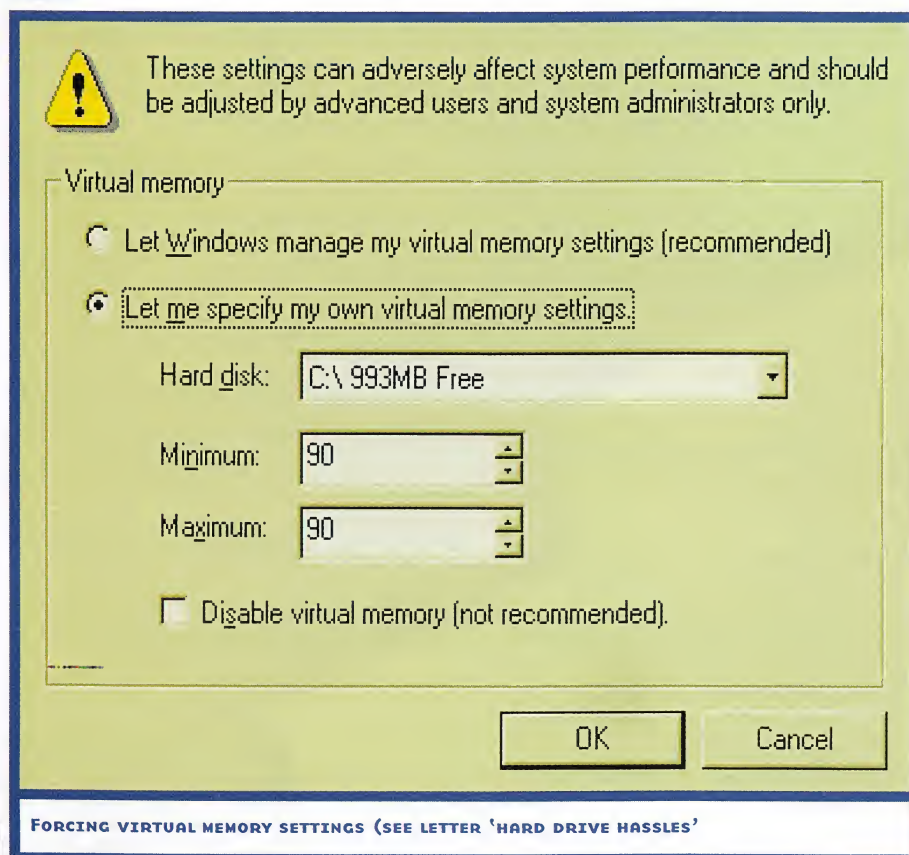 These settings can adversely affect system performance and should
be adjusted by advanced users and system administrators only.
Virtual memory
Let Windows manage my virtual memory settings (recommended)
Let me specify my own virtual memory settings.
Hard disk: C:\ 993MB Free
Minimum: 90
Maximum: 90
Disable virtual memory (not recommended).
OK Cancel
FORCING VIRTUAL MEMORY SETTINGS (SEE LETTER 'HARD DRIVE HASSLES'